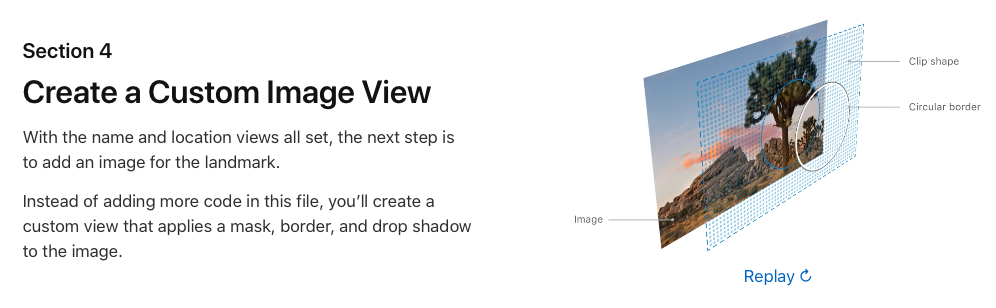 Section 4
Create a Custom Image View
With the name and location views all set, the next step is
to add an image for the landmark.
Instead of adding more code in this file, you’ll create a
custom view that applies a mask, border, and drop shadow
to the image.
Clip shape
Circular border
Image
Replay